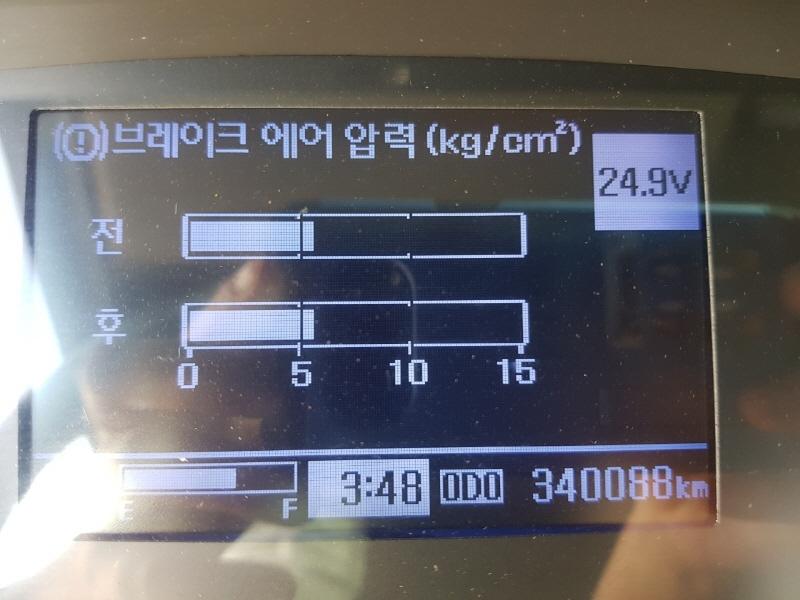 (!)브레이크 에어 압력 (kg/cm²)
24.9V
전
후
0 5 10 15
E F 3:48 ODO 340088km